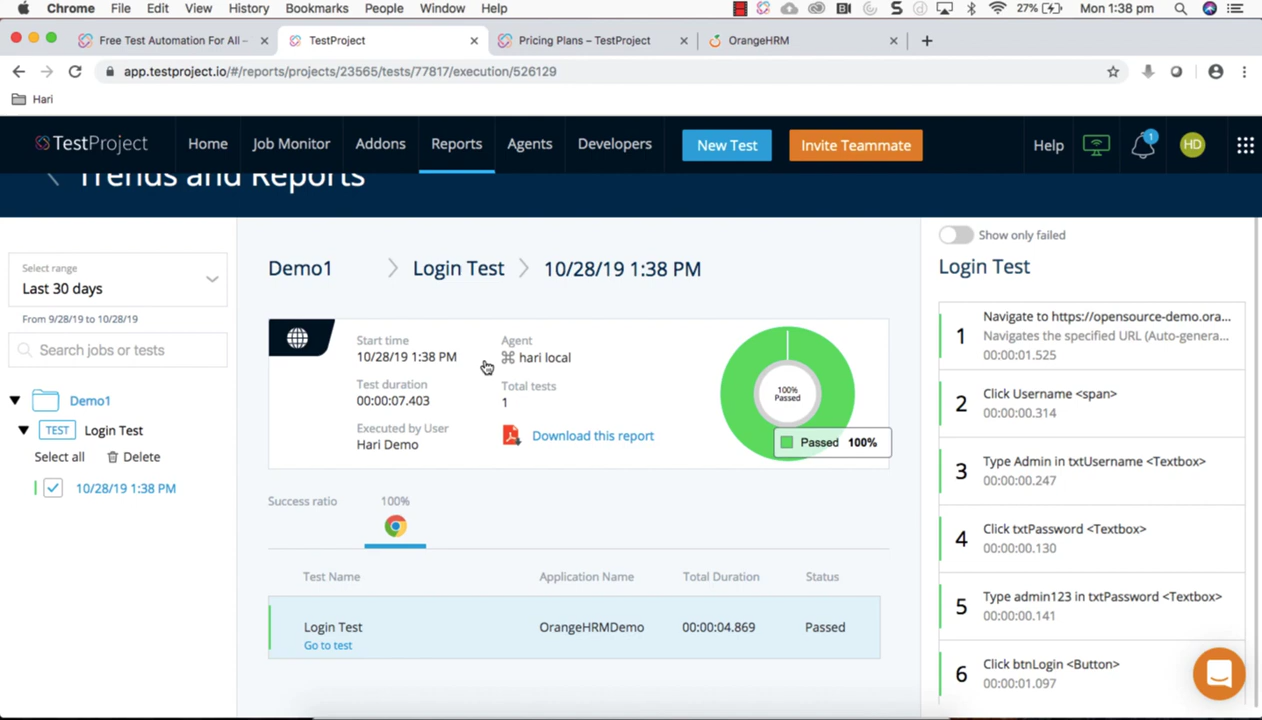 Chrome File Edit View History Bookmarks People Window Help 27% Mon 1:38 pm
Free Test Automation For All – TestProject Pricing Plans – TestProject OrangeHRM
app.testproject.io/#/reports/projects/23565/tests/77817/execution/526129
Hari
TestProject Home Job Monitor Addons Reports Agents Developers New Test Invite Teammate Help 1 HD
Trends and Reports
Select range
Last 30 days
From 9/28/19 to 10/28/19
Search jobs or tests
Demo1
TEST Login Test
Select all Delete
10/28/19 1:38 PM
Demo1 Login Test 10/28/19 1:38 PM
Start time
10/28/19 1:38 PM
Test duration
00:00:07.403
Executed by User
Hari Demo
Agent
hari local
Total tests
1
Download this report
100%
Passed
Passed 100%
Success ratio 100%
Test Name Application Name Total Duration Status
Login Test OrangeHRMDemo 00:00:04.869 Passed
Go to test
Show only failed
Login Test
1 Navigate to https://opensource-demo.ora...
Navigates the specified URL (Auto-genera...
00:00:01.525
2 Click Username <span>
00:00:00.314
3 Type Admin in txtUsername <Textbox>
00:00:00.247
4 Click txtPassword <Textbox>
00:00:00.130
5 Type admin123 in txtPassword <Textbox>
00:00:00.141
6 Click btnLogin <Button>
00:00:01.097